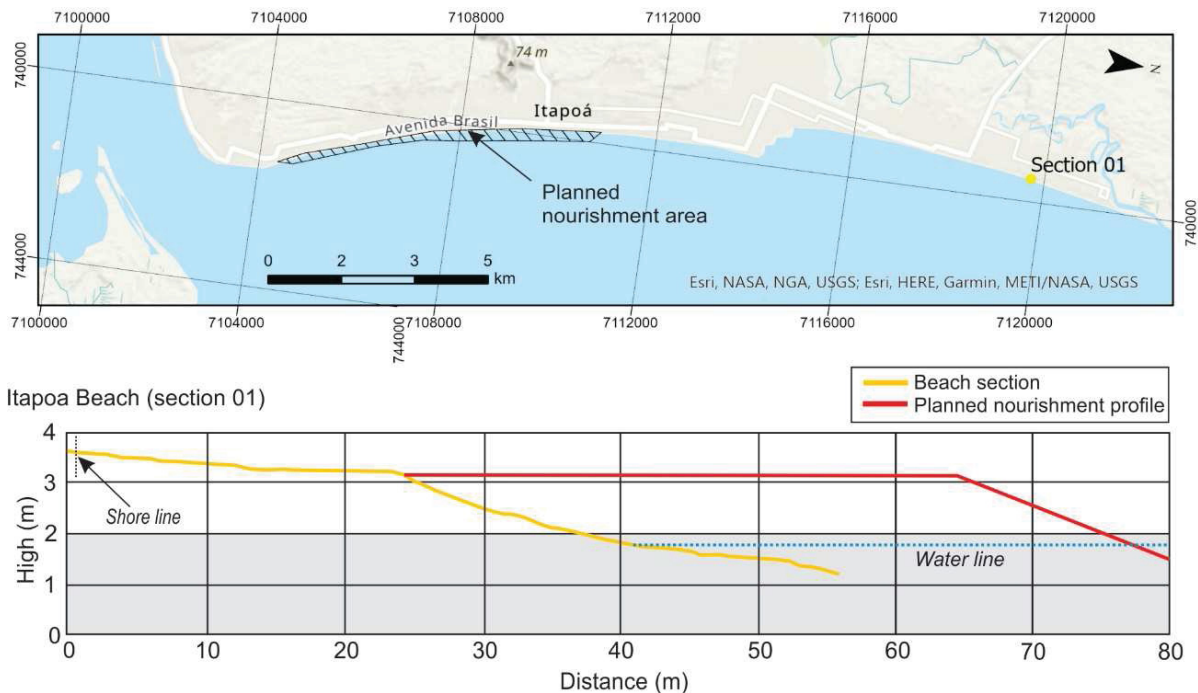 7100000 7104000 7108000 7112000 7116000 7120000
740000
74 m
N
Itapoá
Avenida Brasil
Section 01
Planned
nourishment area
740000
744000
0 2 3 5
km
Esri, NASA, NGA, USGS; Esri, HERE, Garmin, METI/NASA, USGS
7100000 7104000 744000 7108000 7112000 7116000 7120000
Itapoa Beach (section 01)
Beach section
Planned nourishment profile
4
3
2
1
0
High (m)
Shore line
Water line
0 10 20 30 40 50 60 70 80
Distance (m)